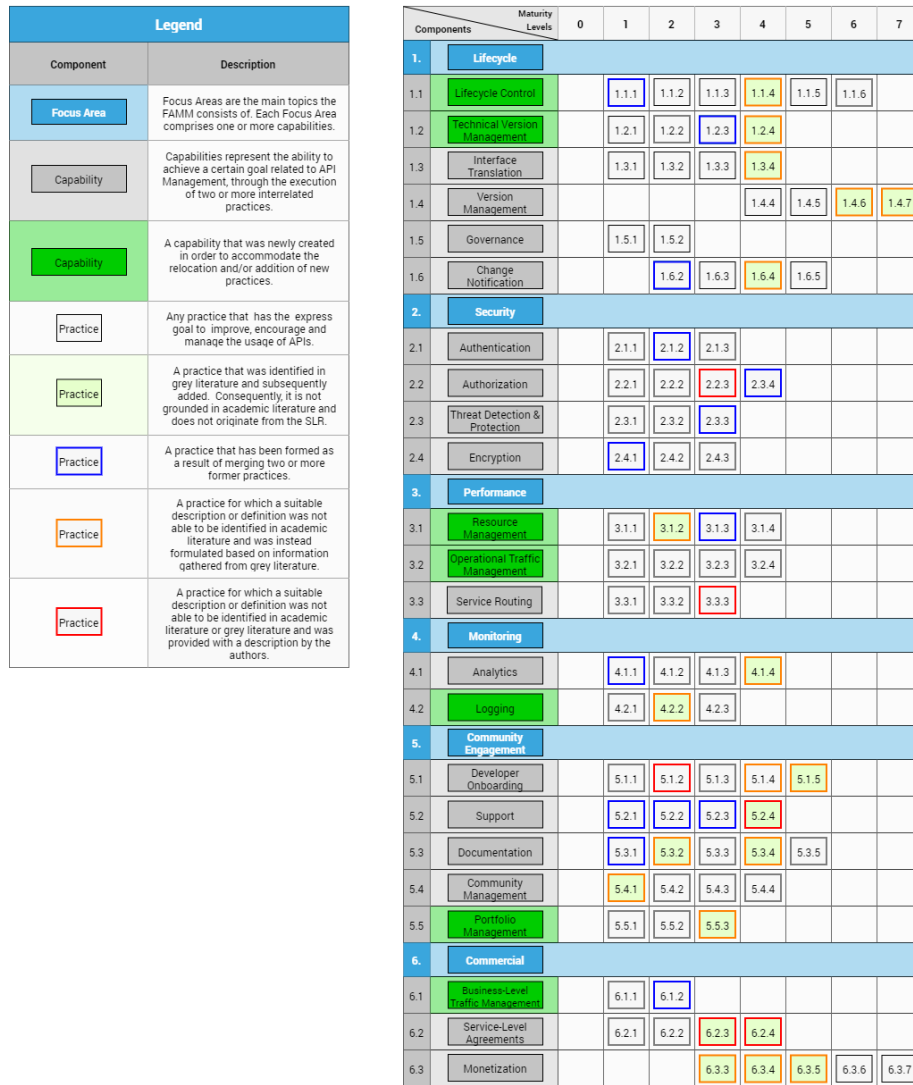 Legend
Component Description
Focus Area
Focus Areas are the main topics the
FAMM consists of. Each Focus Area
comprises one or more capabilities.
Capability
Capabilities represent the ability to
achieve a certain goal related to API
Management, through the execution
of two or more interrelated
practices.
Capability
A capability that was newly created
in order to accommodate the
relocation and/or addition of new
practices.
Practice
Any practice that has the express
goal to improve, encourage and
manage the usage of APIs.
Practice
A practice that was identified in
grey literature and subsequently
added. Consequently, it is not
grounded in academic literature and
does not originate from the SLR.
Practice
A practice that has been formed as
a result of merging two or more
former practices.
Practice
A practice for which a suitable
description or definition was not
able to be identified in academic
literature and was instead
formulated based on information
gathered from grey literature.
Practice
A practice for which a suitable
description or definition was not
able to be identified in academic
literature or grey literature and was
provided with a description by the
authors.
Maturity
Levels
Components
0 1 2 3 4 5 6 7
1. Lifecycle
1.1 Lifecycle Control 1.1.1 1.1.2 1.1.3 1.1.4 1.1.5 1.1.6
1.2 Technical Version
Management 1.2.1 1.2.2 1.2.3 1.2.4
1.3 Interface
Translation 1.3.1 1.3.2 1.3.3 1.3.4
1.4 Version
Management 1.4.4 1.4.5 1.4.6 1.4.7
1.5 Governance 1.5.1 1.5.2
1.6 Change
Notification 1.6.2 1.6.3 1.6.4 1.6.5
2. Security
2.1 Authentication 2.1.1 2.1.2 2.1.3
2.2 Authorization 2.2.1 2.2.2 2.2.3 2.3.4
2.3 Threat Detection &
Protection 2.3.1 2.3.2 2.3.3
2.4 Encryption 2.4.1 2.4.2 2.4.3
3. Performance
3.1 Resource
Management 3.1.1 3.1.2 3.1.3 3.1.4
3.2 Operational Traffic
Management 3.2.1 3.2.2 3.2.3 3.2.4
3.3 Service Routing 3.3.1 3.3.2 3.3.3
4. Monitoring
4.1 Analytics 4.1.1 4.1.2 4.1.3 4.1.4
4.2 Logging 4.2.1 4.2.2 4.2.3
5. Community
Engagement
5.1 Developer
Onboarding 5.1.1 5.1.2 5.1.3 5.1.4 5.1.5
5.2 Support 5.2.1 5.2.2 5.2.3 5.2.4
5.3 Documentation 5.3.1 5.3.2 5.3.3 5.3.4 5.3.5
5.4 Community
Management 5.4.1 5.4.2 5.4.3 5.4.4
5.5 Portfolio
Management 5.5.1 5.5.2 5.5.3
6. Commercial
6.1 Business-Level
Traffic Management 6.1.1 6.1.2
6.2 Service-Level
Agreements 6.2.1 6.2.2 6.2.3 6.2.4
6.3 Monetization 6.3.3 6.3.4 6.3.5 6.3.6 6.3.7